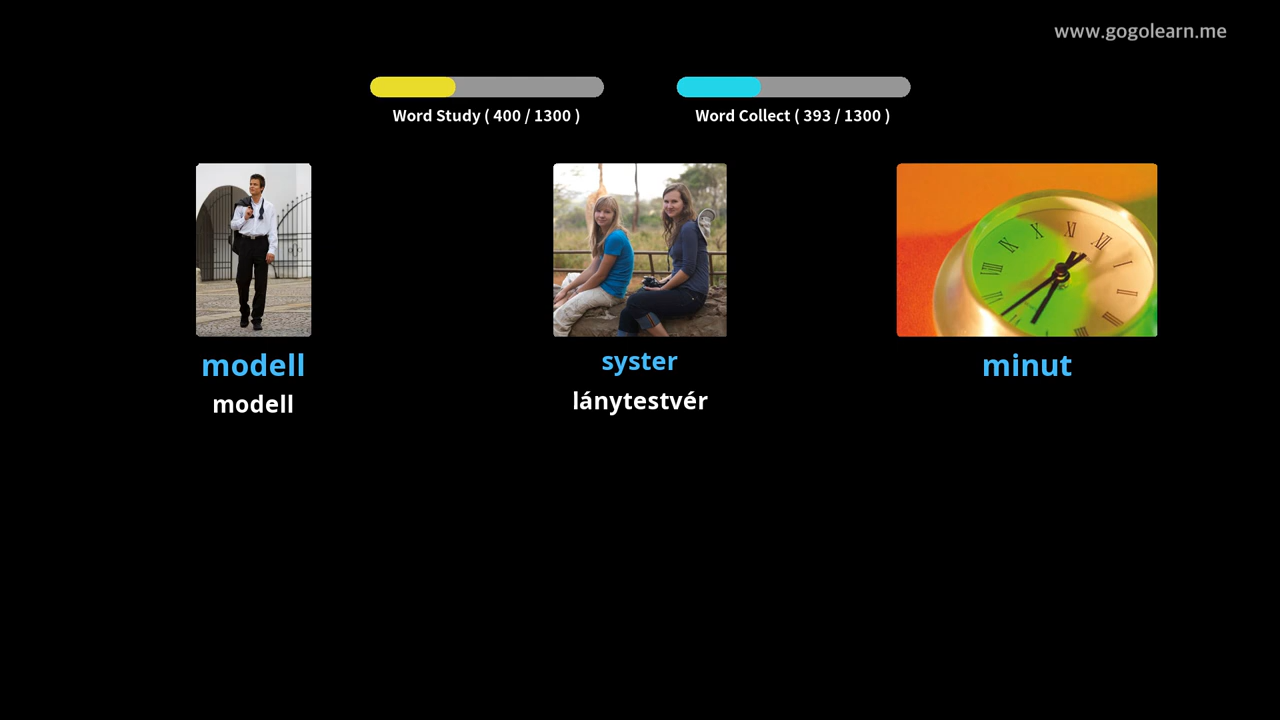 www.gogolearn.me
Word Study ( 400 / 1300 )
Word Collect ( 393 / 1300 )
modell
modell
syster
lánytestvér
minut